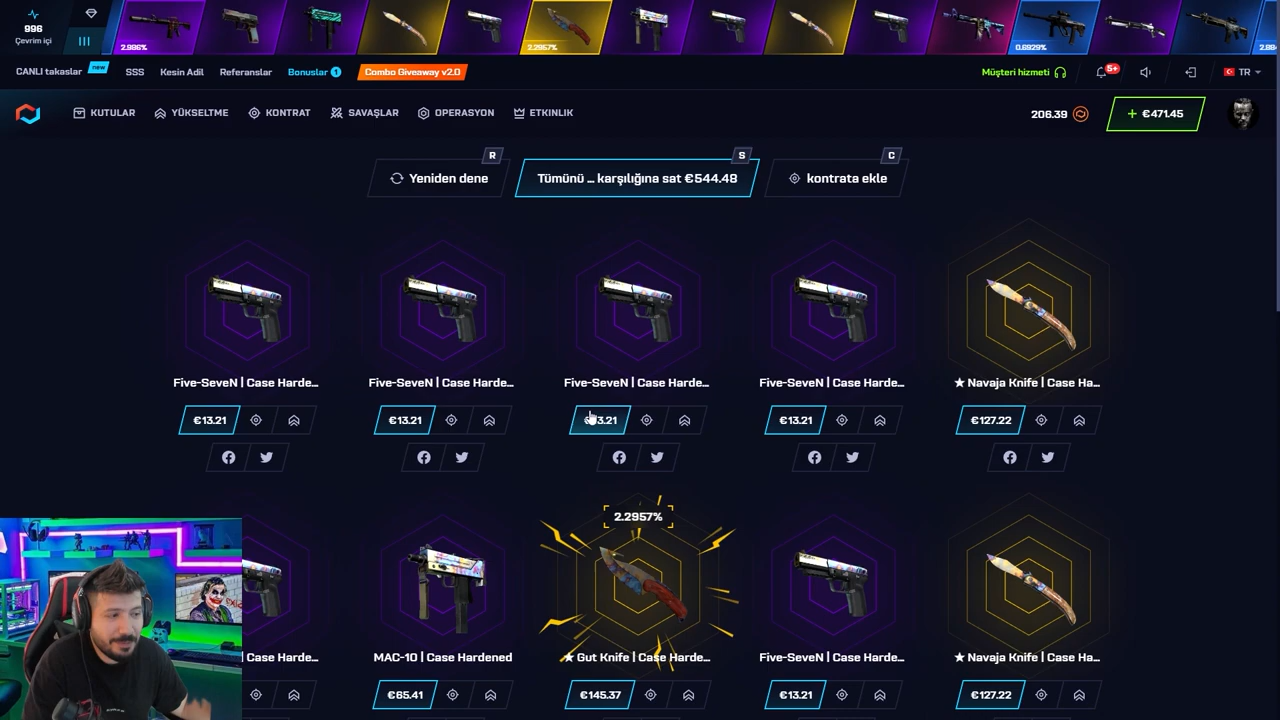 996
Çevrim içi
2.986%
2.2957%
0.6929%
CANLI takaslar
new
SSS
Kesin Adil
Referanslar
Bonuslar 1
Combo Giveaway v2.0
Müşteri hizmeti
5+
TR
KUTULAR
YÜKSELTME
KONTRAT
SAVAŞLAR
OPERASYON
ETKINLIK
206.39
+ €471.45
R
Yeniden dene
S
Tümünü ... karşılığına sat €544.48
C
kontrata ekle
Five-SeveN | Case Harde...
Five-SeveN | Case Harde...
Five-SeveN | Case Harde...
Five-SeveN | Case Harde...
★ Navaja Knife | Case Ha...
€13.21
€13.21
€13.21
€127.22
2.2957%
| Case Harde...
MAC-10 | Case Hardened
★ Gut Knife | Case Harde...
Five-SeveN | Case Harde...
★ Navaja Knife | Case Ha...
€65.41
€145.37
€13.21
€127.22